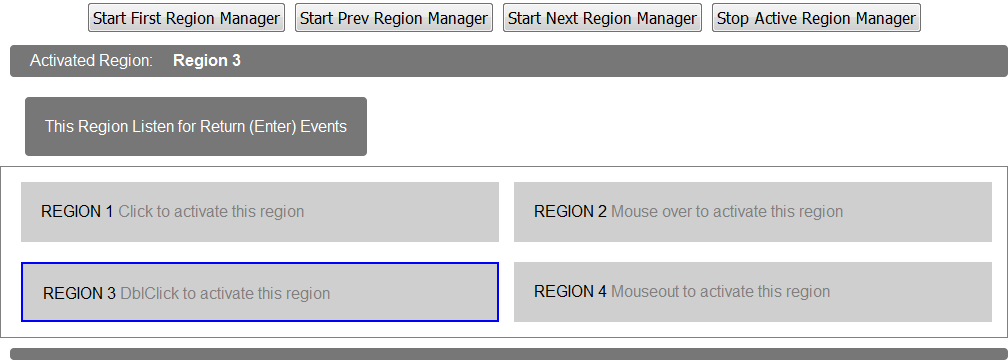 Start First Region Manager Start Prev Region Manager Start Next Region Manager Stop Active Region Manager
Activated Region: Region 3
This Region Listen for Return (Enter) Events
REGION 1 Click to activate this region
REGION 2 Mouse over to activate this region
REGION 3 DblClick to activate this region
REGION 4 Mouseout to activate this region